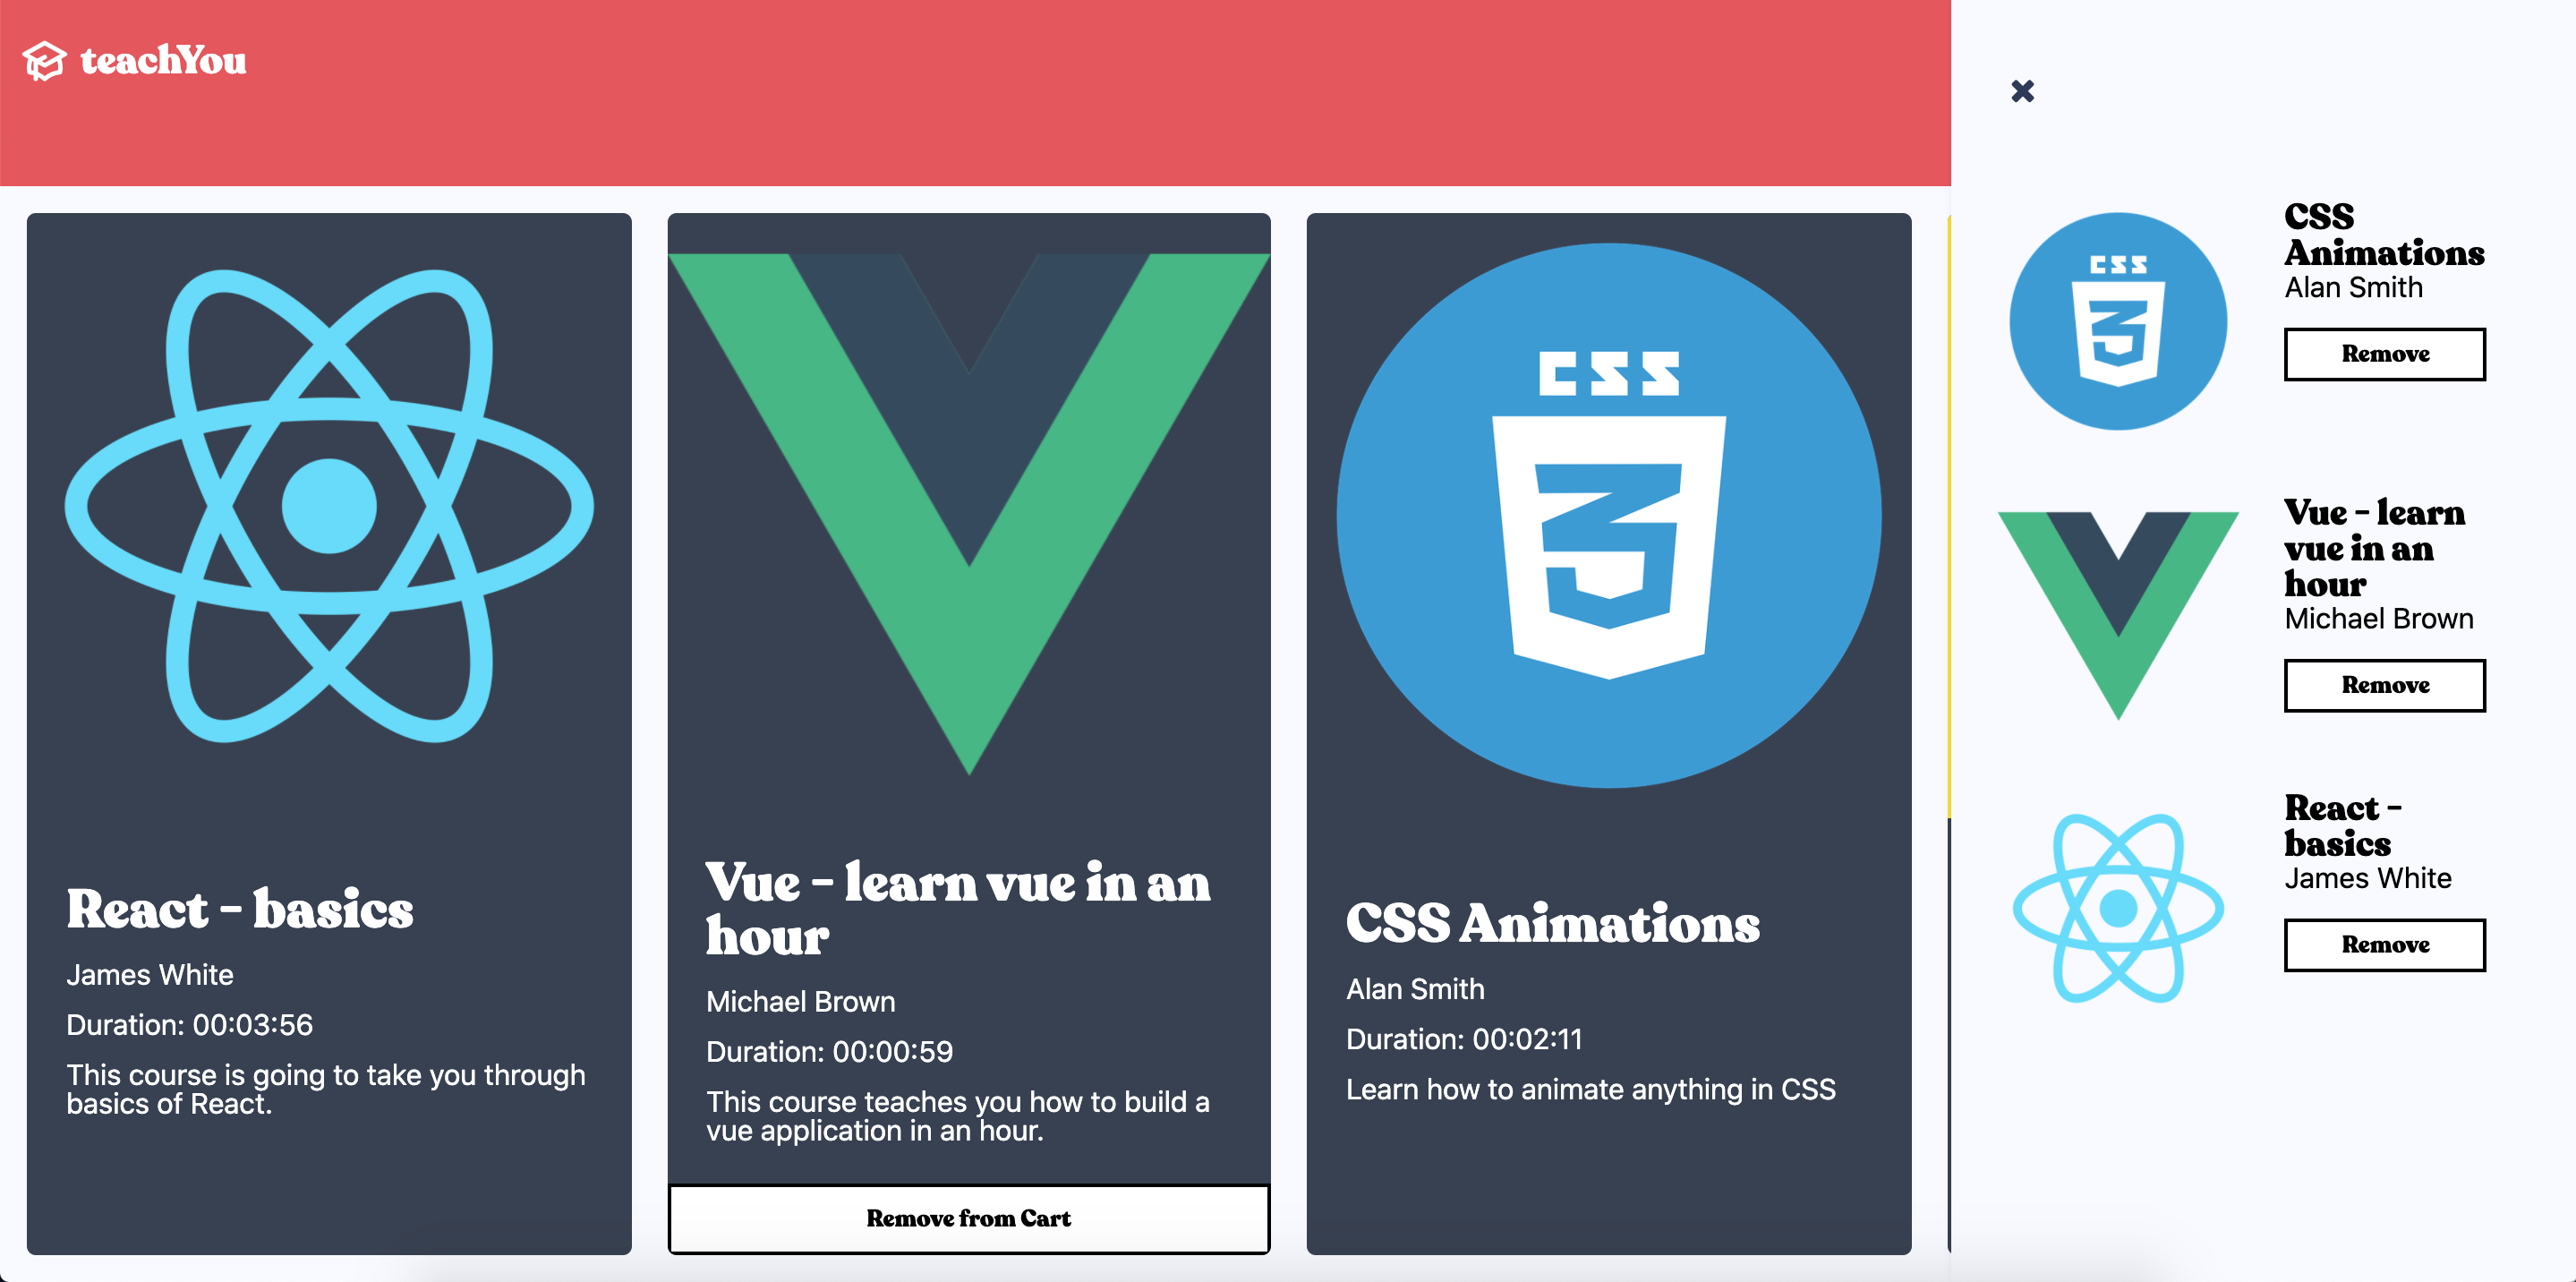 teachYou
React - basics
James White
Duration: 00:03:56
This course is going to take you through
basics of React.
Vue - learn vue in an
hour
Michael Brown
Duration: 00:00:59
This course teaches you how to build a
vue application in an hour.
Remove from Cart
CSS
CSS Animations
Alan Smith
Duration: 00:02:11
Learn how to animate anything in CSS
CSS
CSS
Animations
Alan Smith
Remove
Vue - learn
vue in an
hour
Michael Brown
Remove
React -
basics
James White
Remove